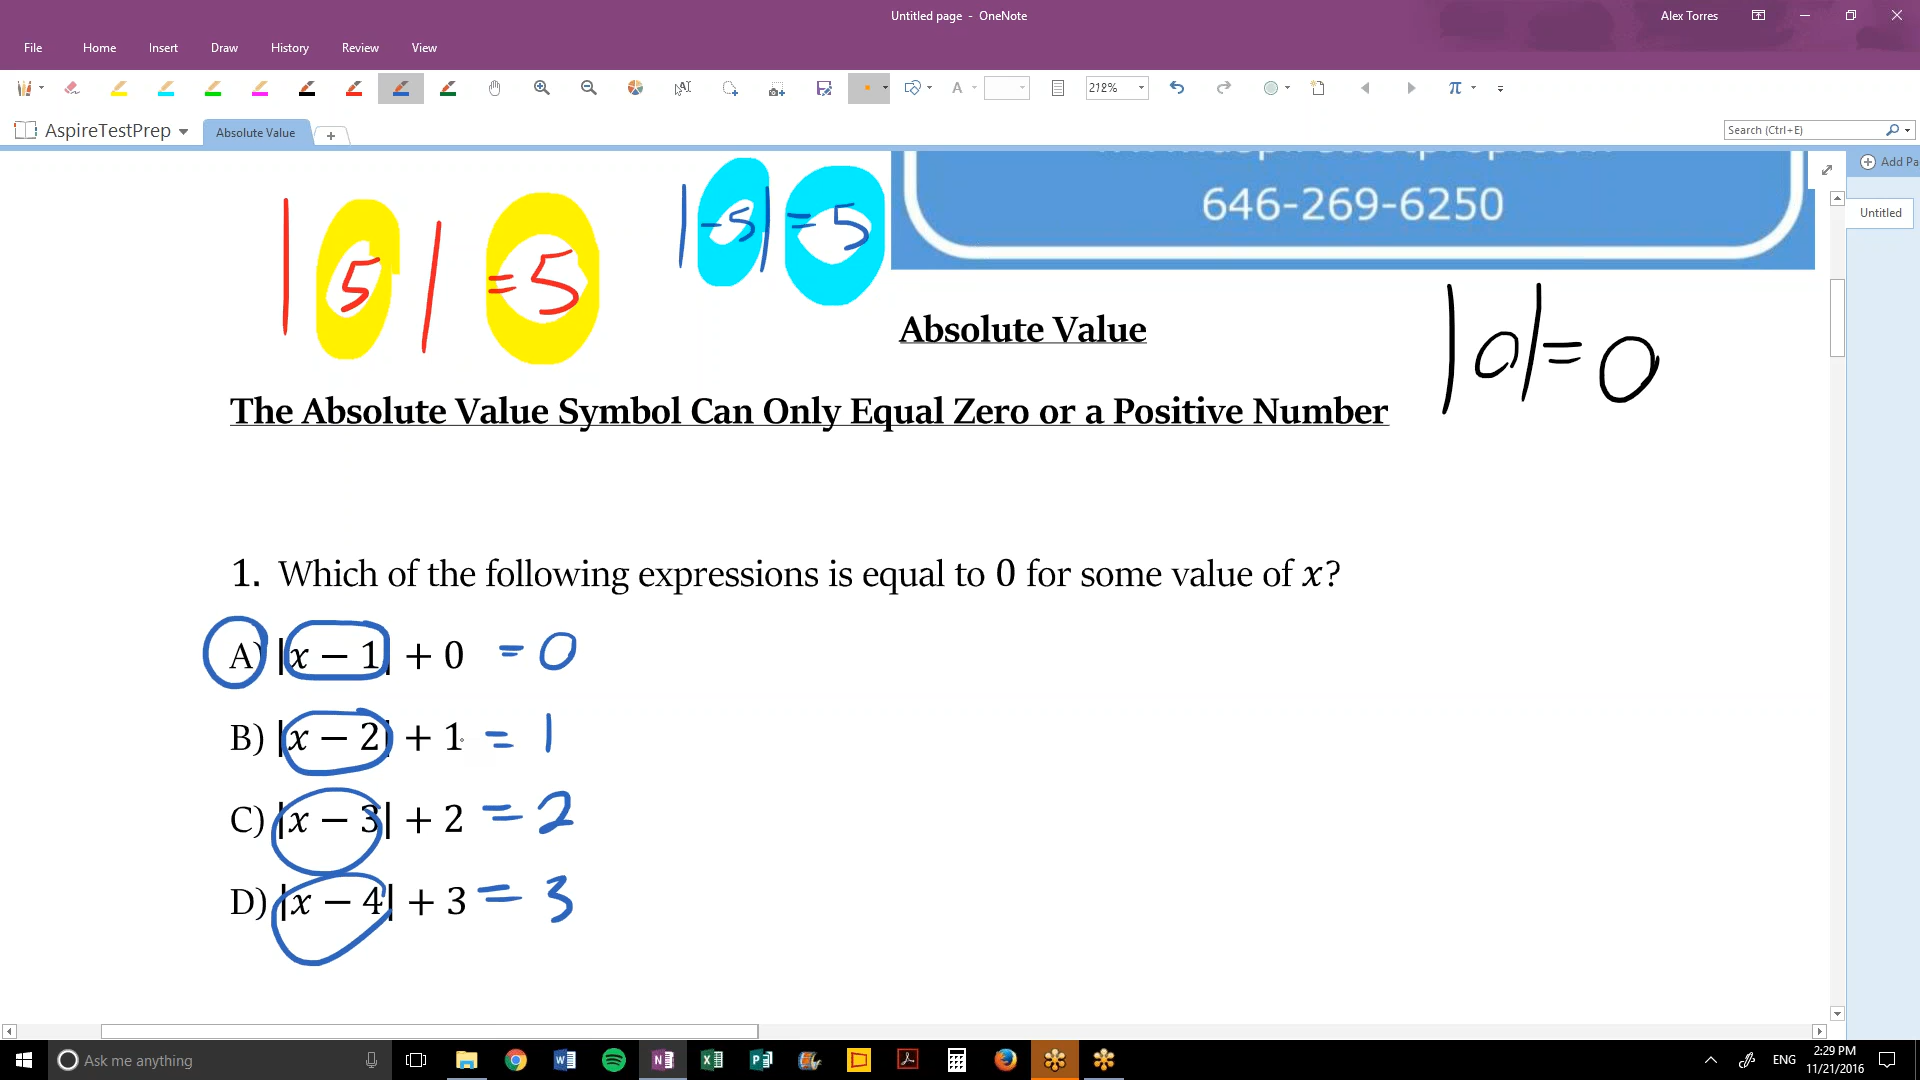 Untitled page - OneNote
Alex Torres
File Home Insert Draw History Review View
A 212% π
AspireTestPrep Absolute Value + Search (Ctrl+E)
Add Pa
Untitled
646-269-6250
|5| = 5
|-5| = 5
|0| = 0
Absolute Value
The Absolute Value Symbol Can Only Equal Zero or a Positive Number
1. Which of the following expressions is equal to 0 for some value of x?
A) |x − 1| + 0 = 0
B) |x − 2| + 1 = 1
C) |x − 3| + 2 = 2
D) |x − 4| + 3 = 3
Ask me anything
ENG
2:29 PM
11/21/2016